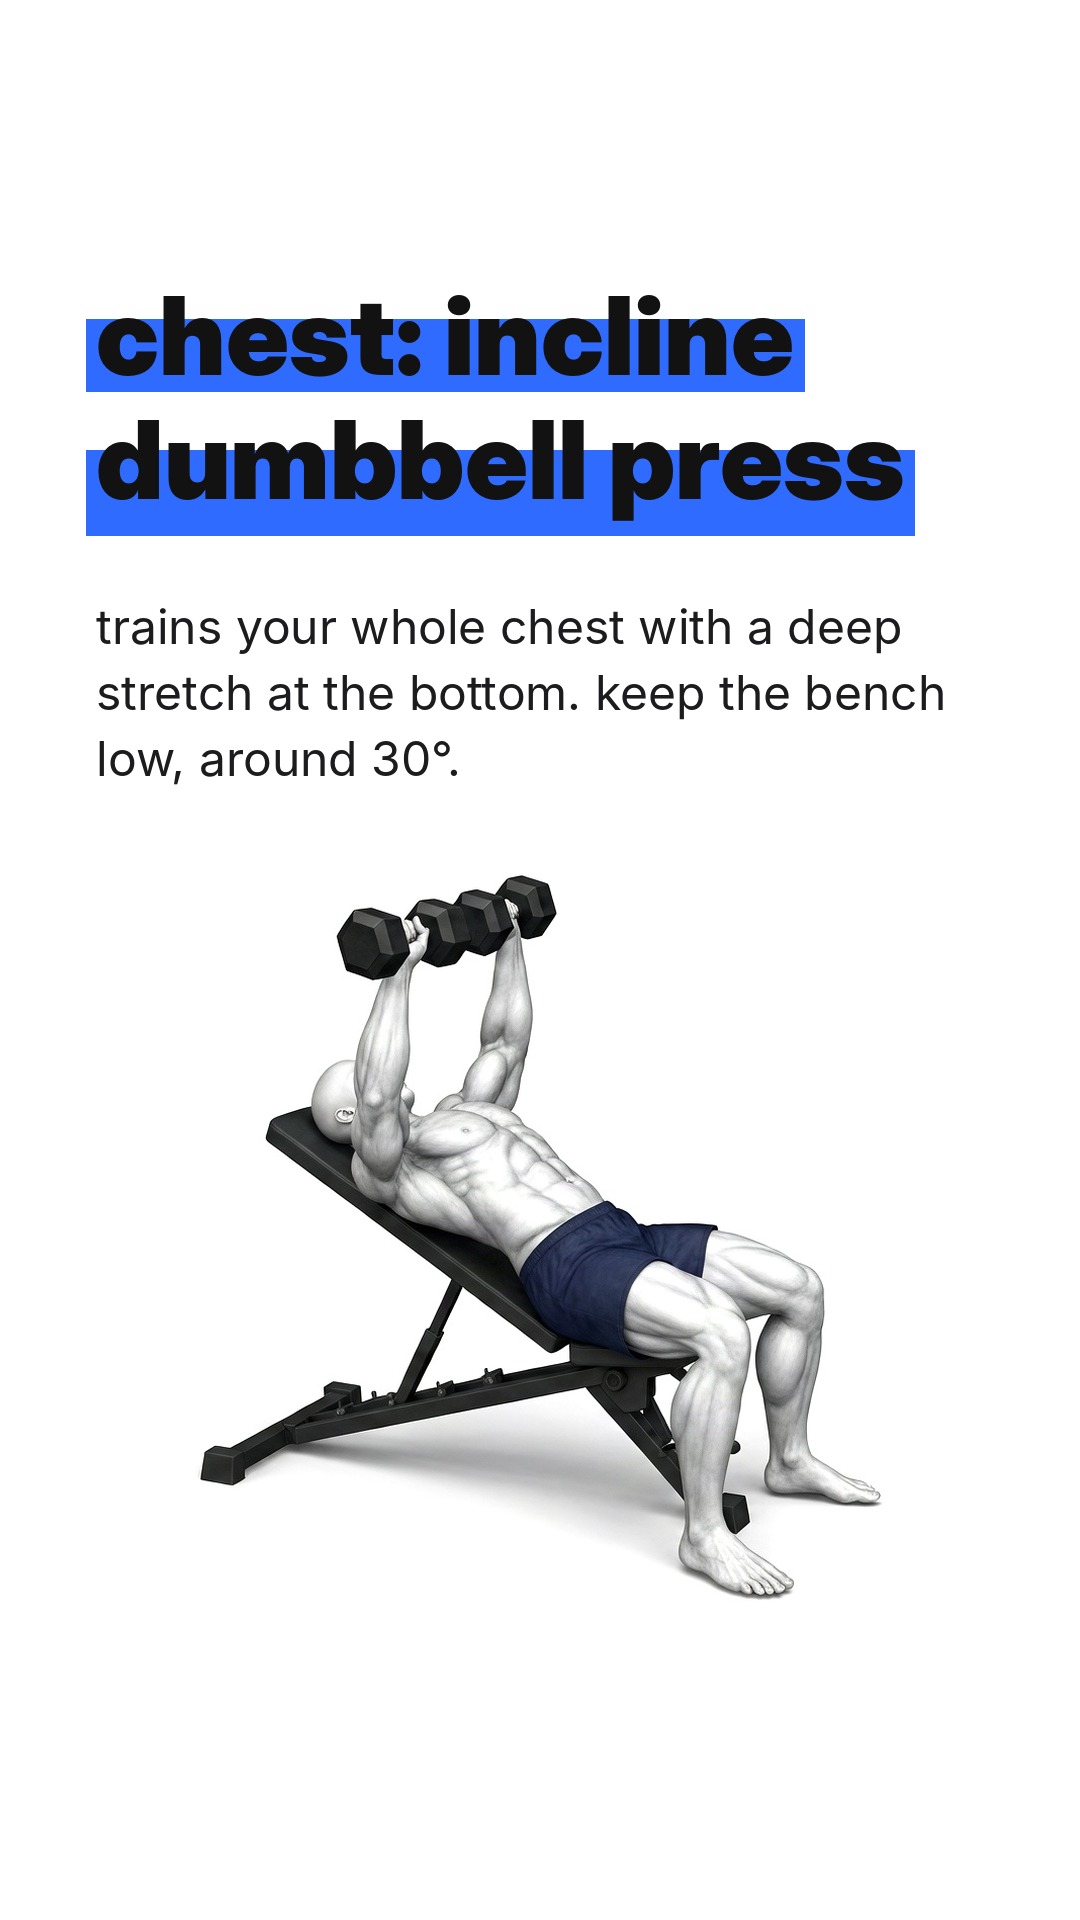 chest: incline
dumbbell press
trains your whole chest with a deep
stretch at the bottom. keep the bench
low, around 30°.